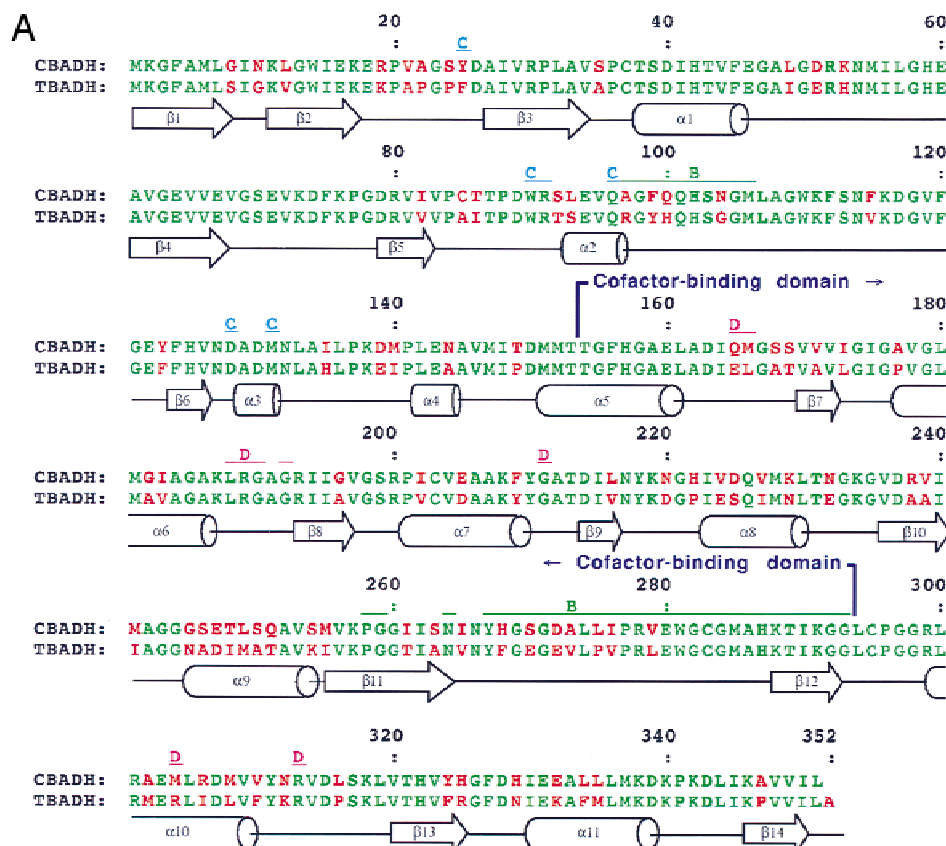 A
20 40 60
C : : :
CBADH: MKGFAMLGINKLGWIEKERPVAGSYDAIVRPLAVSPCTSDIHTVFEGALGDRKNMILGHE
TBADH: MKGFAMLSIGKVGWIEKEKPAPGPFDAIVRPLAVAPCTSDIHTVFEGAIGERHNMILGHE
β1 β2 β3 α1
80 100 120
: C C : B :
CBADH: AVGEVVEVGSEVKDFKPGDRVIVPCTTPDWRSLEVQAGFQQHSNGMLAGWKFSNFKDGVF
TBADH: AVGEVVEVGSEVKDFKPGDRVVVPAITPDWRTSEVQRGYHQHSGGMLAGWKFSNVKDGVF
β4 β5 α2
Cofactor-binding domain →
140 160 180
C C : : D :
CBADH: GEYFHVNDADMNLAILPKDMPLENAVMITDMMTTGFHGAELADIQMGSSVVVIGIGAVGL
TBADH: GEFFHVNDADMNLAHLPKEIPLEAAVMIPDMMTTGFHGAELADIELGATVAVLGIGPVGL
β6 α3 α4 α5 β7
200 220 240
D : D : :
CBADH: MGIAGAKLRGAGRIIGVGSRPICVEAAKFYGATDILNYKNGHIVDQVMKLTNGKGVDRVI
TBADH: MAVAGAKLRGAGRIIAVGSRPVCVDAAKYYGATDIVNYKDGPIESQIMNLTEGKGVDAAI
α6 β8 α7 β9 α8 β10
← Cofactor-binding domain
260 280 300
: B : :
CBADH: MAGGGSETLSQAVSMVKPGGIISNINYHGSGDALLIPRVEWGCGMAHKTIKGGLCPGGRL
TBADH: IAGGNADIMATAVKIVKPGGTIANVNYFGEGEVLPVPRLEWGCGMAHKTIKGGLCPGGRL
α9 β11 β12
320 340 352
D D : : :
CBADH: RAEMLRDMVVYNRVDLSKLVTHVYHGFDHIEEALLLMKDKPKDLIKAVVIL
TBADH: RMERLIDLVFYKRVDPSKLVTHVFRGFDNIEKAFMLMKDKPKDLIKPVVILA
α10 β13 α11 β14